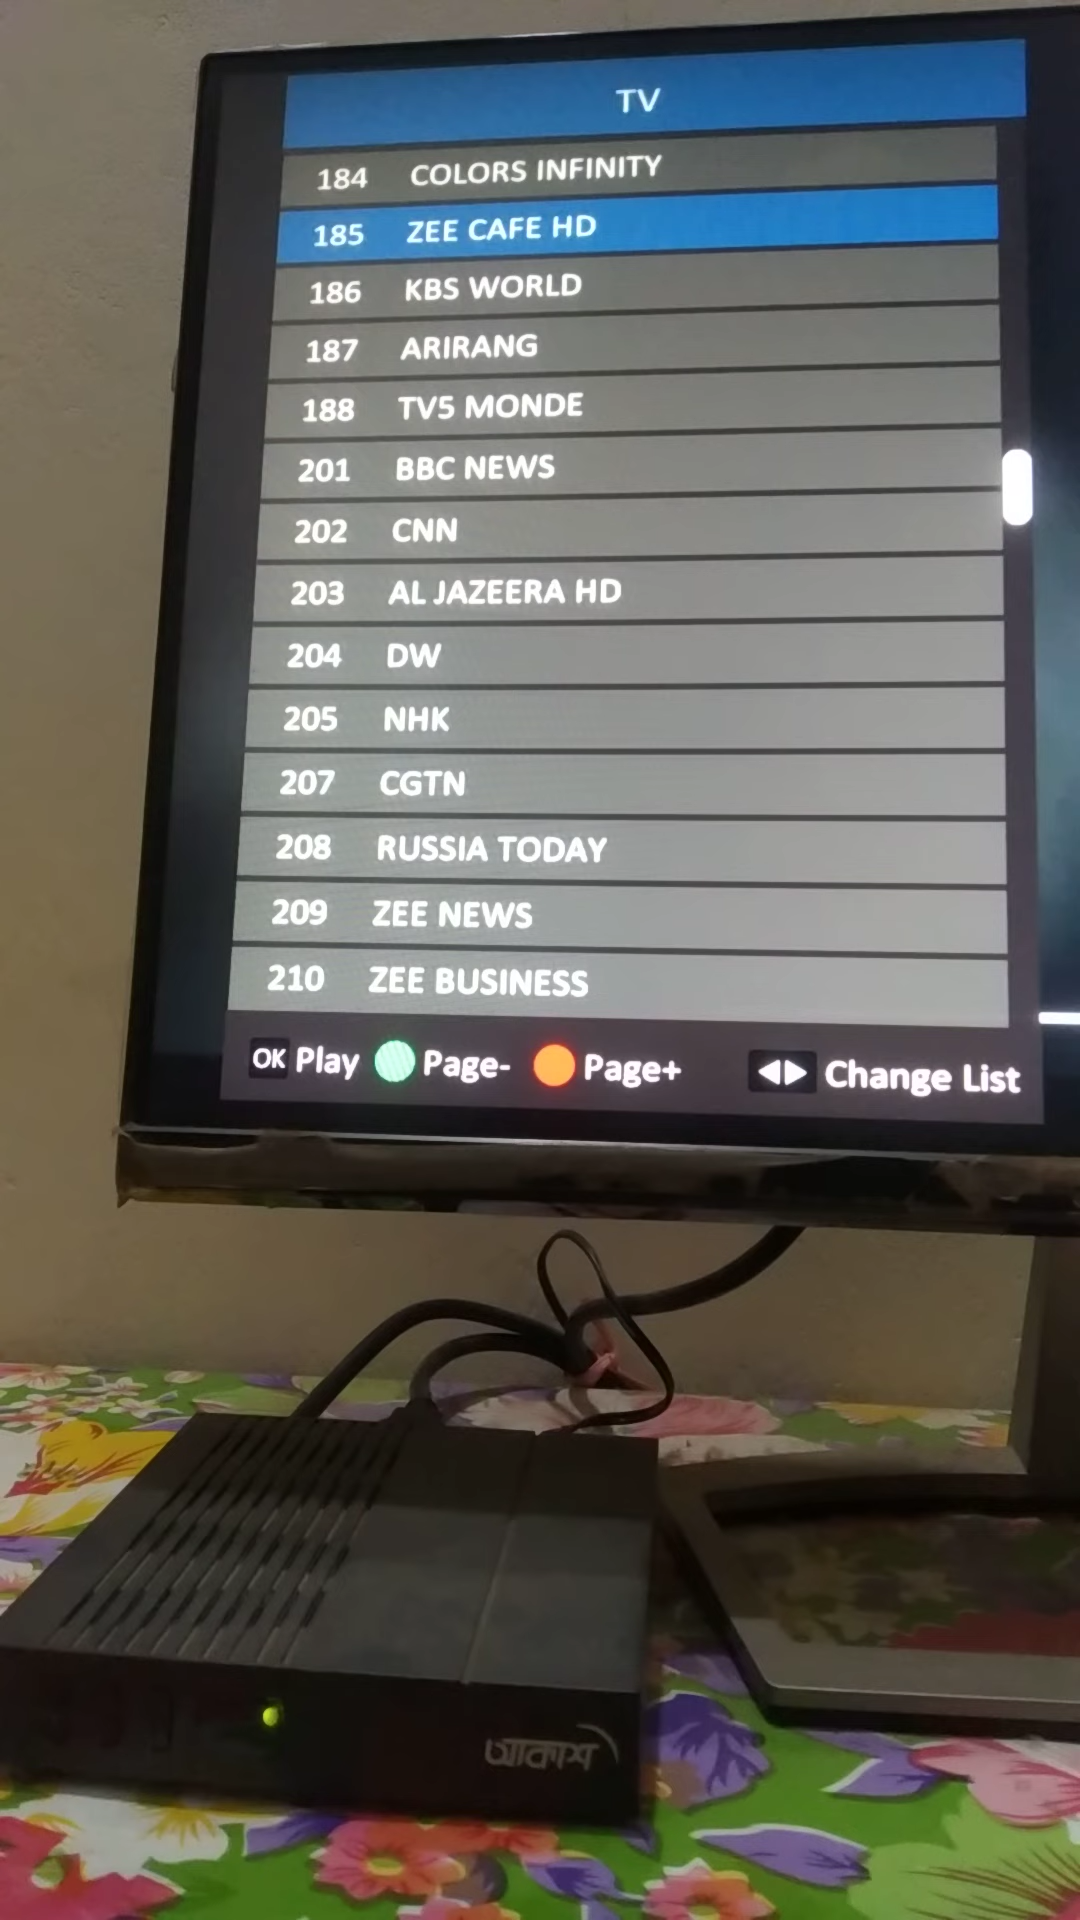 TV
184 COLORS INFINITY
185 ZEE CAFE HD
186 KBS WORLD
187 ARIRANG
188 TV5 MONDE
201 BBC NEWS
202 CNN
203 AL JAZEERA HD
204 DW
205 NHK
207 CGTN
208 RUSSIA TODAY
209 ZEE NEWS
210 ZEE BUSINESS
OK Play Page- Page+ Change List
আকাশ